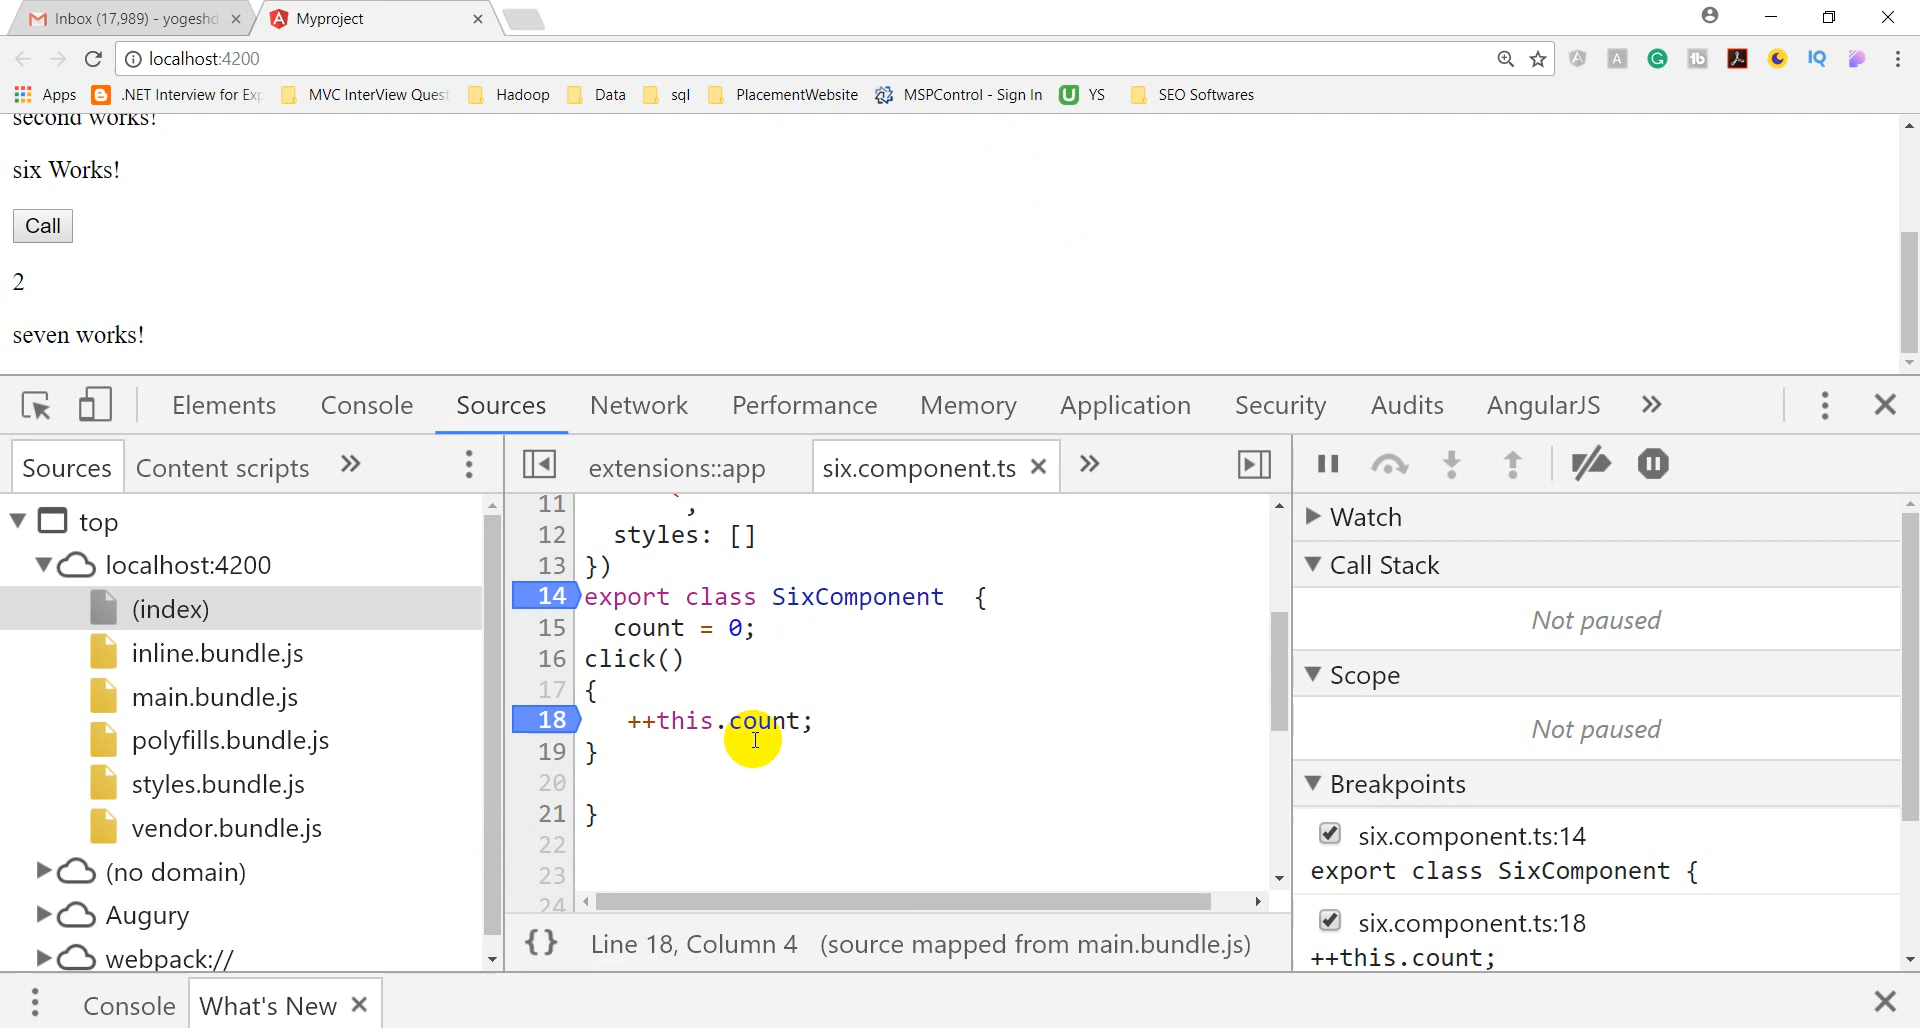 Inbox (17,989) - yogeshd
Myproject
localhost:4200
Apps .NET Interview for Exp MVC InterView Quest Hadoop Data sql PlacementWebsite MSPControl - Sign In YS SEO Softwares
second works!
six Works!
Call
2
seven works!
Elements Console Sources Network Performance Memory Application Security Audits AngularJS »
Sources Content scripts »
extensions::app six.component.ts »
top
localhost:4200
(index)
inline.bundle.js
main.bundle.js
polyfills.bundle.js
styles.bundle.js
vendor.bundle.js
(no domain)
Augury
webpack://
11 `,
12 styles: []
13 })
14 export class SixComponent {
15 count = 0;
16 click()
17 {
18 ++this.count;
19 }
20
21 }
22
23
24
{} Line 18, Column 4 (source mapped from main.bundle.js)
Watch
Call Stack
Not paused
Scope
Not paused
Breakpoints
six.component.ts:14
export class SixComponent {
six.component.ts:18
++this.count;
Console What's New